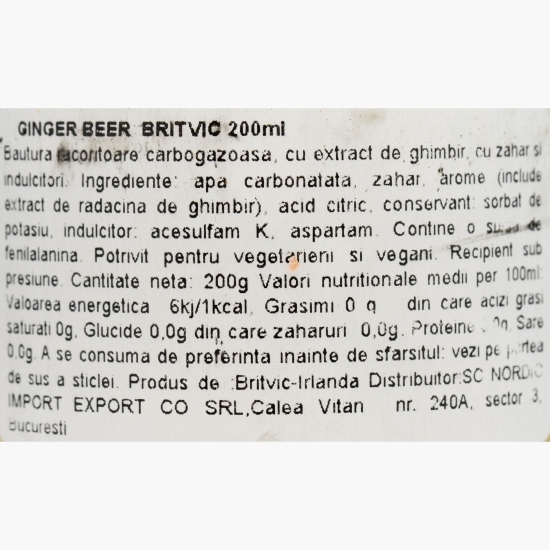 GINGER BEER BRITVIC 200ml
Bautura racoritoare carbogazoasa, cu extract de ghimbir, cu zahar si
indulcitori. Ingrediente: apa carbonatata, zahar, arome (include
extract de radacina de ghimbir), acid citric, conservant: sorbat de
potasiu, indulcitor: acesulfam K, aspartam. Contine o sursa de
fenilalanina. Potrivit pentru vegetarieni si vegani. Recipient sub
presiune. Cantitate neta: 200g Valori nutritionale medii per 100ml:
Valoarea energetica 6kj/1kcal, Grasimi 0 g din care acizi grasi
saturati 0g, Glucide 0,0g din care zaharuri 0,0g. Proteine Sare
0.0g. A se consuma de preferinta inainte de sfarsitul: vezi pe partea
de sus a sticlei. Produs de :Britvic-Irlanda Distribuitor:SC NORDIC
IMPORT EXPORT CO SRL,Calea Vitan nr. 240A, sector 3,
Bucuresti